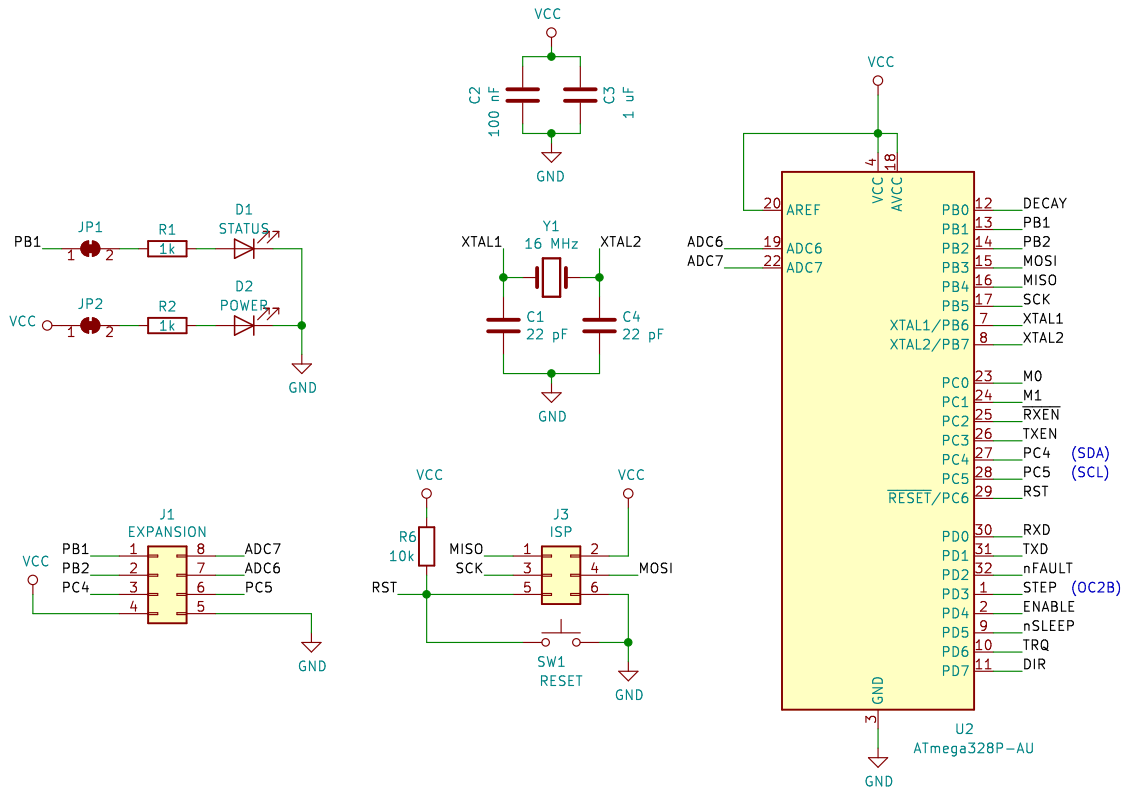 VCC
C2
100 nF
C3
1 uF
GND
VCC
4
VCC
18
AVCC
20 AREF
ADC6 19 ADC6
ADC7 22 ADC7
PB0 12 DECAY
PB1 13 PB1
PB2 14 PB2
PB3 15 MOSI
PB4 16 MISO
PB5 17 SCK
XTAL1/PB6 7 XTAL1
XTAL2/PB7 8 XTAL2
PC0 23 M0
PC1 24 M1
PC2 25 RXEN
PC3 26 TXEN
PC4 27 PC4 (SDA)
PC5 28 PC5 (SCL)
RESET/PC6 29 RST
PD0 30 RXD
PD1 31 TXD
PD2 32 nFAULT
PD3 1 STEP (OC2B)
PD4 2 ENABLE
PD5 9 nSLEEP
PD6 10 TRQ
PD7 11 DIR
GND
3
U2
ATmega328P-AU
GND
D1
STATUS
JP1
R1
PB1 1 2 1k
D2
POWER
JP2
R2
VCC 1 2 1k
GND
Y1
16 MHz
XTAL1 XTAL2
C1
22 pF
C4
22 pF
GND
J1
EXPANSION
VCC
PB1 1 8 ADC7
PB2 2 7 ADC6
PC4 3 6 PC5
4 5
GND
VCC
VCC
R6
10k
J3
ISP
MISO 1 2
SCK 3 4 MOSI
RST 5 6
SW1
RESET
GND